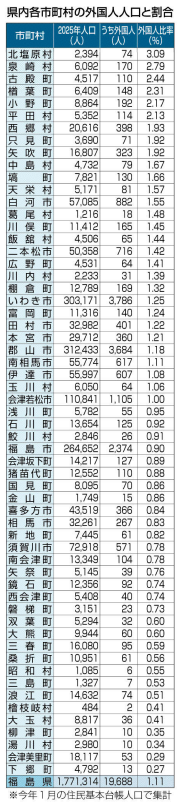 県内各市町村の外国人人口と割合
市町村 2025年人口(人) うち外国人(人) 外国人比率(%)
北塩原村 2,394 74 3.09
泉崎村 6,092 170 2.79
古殿町 4,517 110 2.44
楢葉町 6,409 148 2.31
小野町 8,864 192 2.17
平田村 5,352 114 2.13
西郷村 20,616 398 1.93
只見町 3,690 71 1.92
矢吹町 16,807 323 1.92
中島村 4,732 79 1.67
塙町 7,821 130 1.66
天栄村 5,171 81 1.57
白河市 57,085 882 1.55
葛尾村 1,216 18 1.48
川俣町 11,412 165 1.45
飯舘村 4,506 65 1.44
二本松市 50,358 716 1.42
広野町 4,531 64 1.41
川内村 2,233 31 1.39
棚倉町 12,789 169 1.32
いわき市 303,171 3,786 1.25
富岡町 11,316 140 1.24
田村市 32,982 401 1.22
本宮市 29,712 360 1.21
郡山市 312,433 3,684 1.18
南相馬市 55,774 617 1.11
伊達市 55,997 607 1.08
玉川村 6,050 64 1.06
会津若松市 110,841 1,105 1.00
浅川町 5,782 55 0.95
石川町 13,654 125 0.92
鮫川村 2,846 26 0.91
福島市 264,652 2,374 0.90
会津坂下町 14,217 127 0.89
猪苗代町 12,552 110 0.88
国見町 8,095 70 0.86
金山町 1,749 15 0.86
喜多方市 43,519 366 0.84
相馬市 32,261 267 0.83
新地町 7,445 61 0.82
須賀川市 72,918 571 0.78
南会津町 13,349 104 0.78
矢祭町 5,145 39 0.76
鏡石町 12,356 92 0.74
西会津町 5,408 40 0.74
磐梯町 3,151 23 0.73
双葉町 5,294 32 0.60
大熊町 9,944 60 0.60
三春町 16,080 95 0.59
桑折町 10,951 61 0.56
昭和村 1,085 6 0.55
三島町 1,327 7 0.53
浪江町 14,632 74 0.51
檜枝岐村 484 2 0.41
大玉村 8,817 36 0.41
柳津町 2,841 10 0.35
湯川村 2,980 10 0.34
会津美里町 18,117 53 0.29
下郷町 4,792 13 0.27
福島県 1,771,314 19,688 1.11
※今年1月の住民基本台帳人口で集計